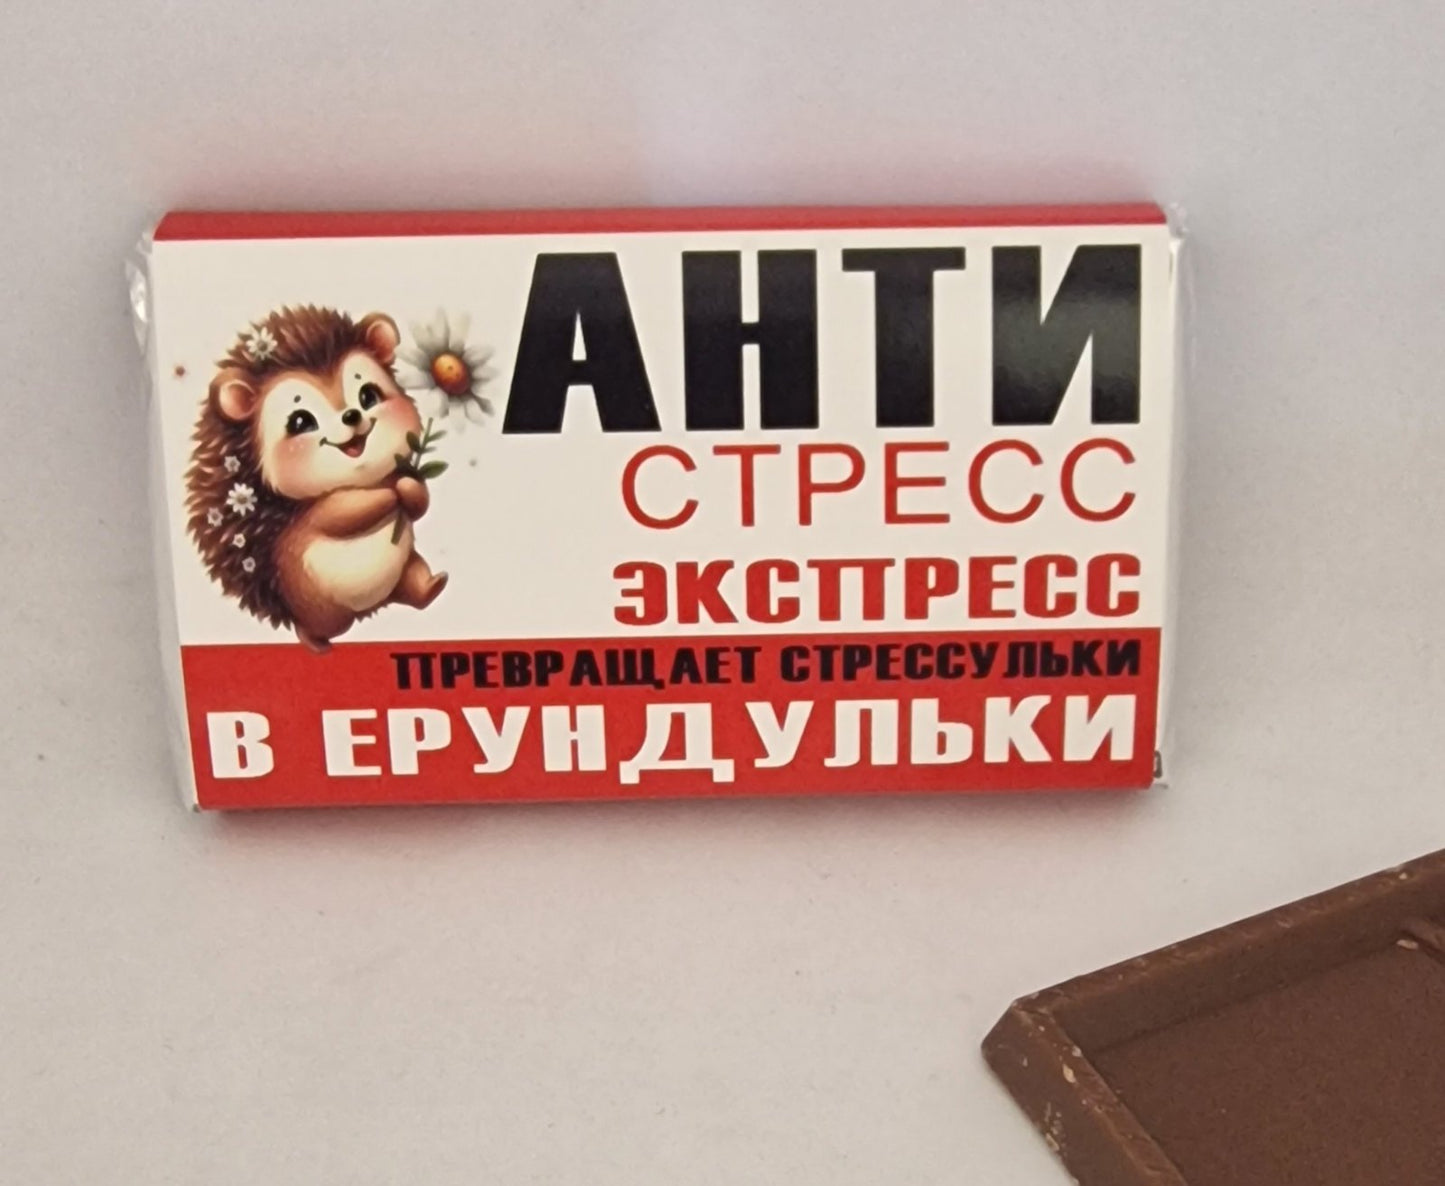 АНТИ
СТРЕСС
ЭКСПРЕСС
ПРЕВРАЩАЕТ СТРЕССУЛЬКИ
В ЕРУНДУЛЬКИ